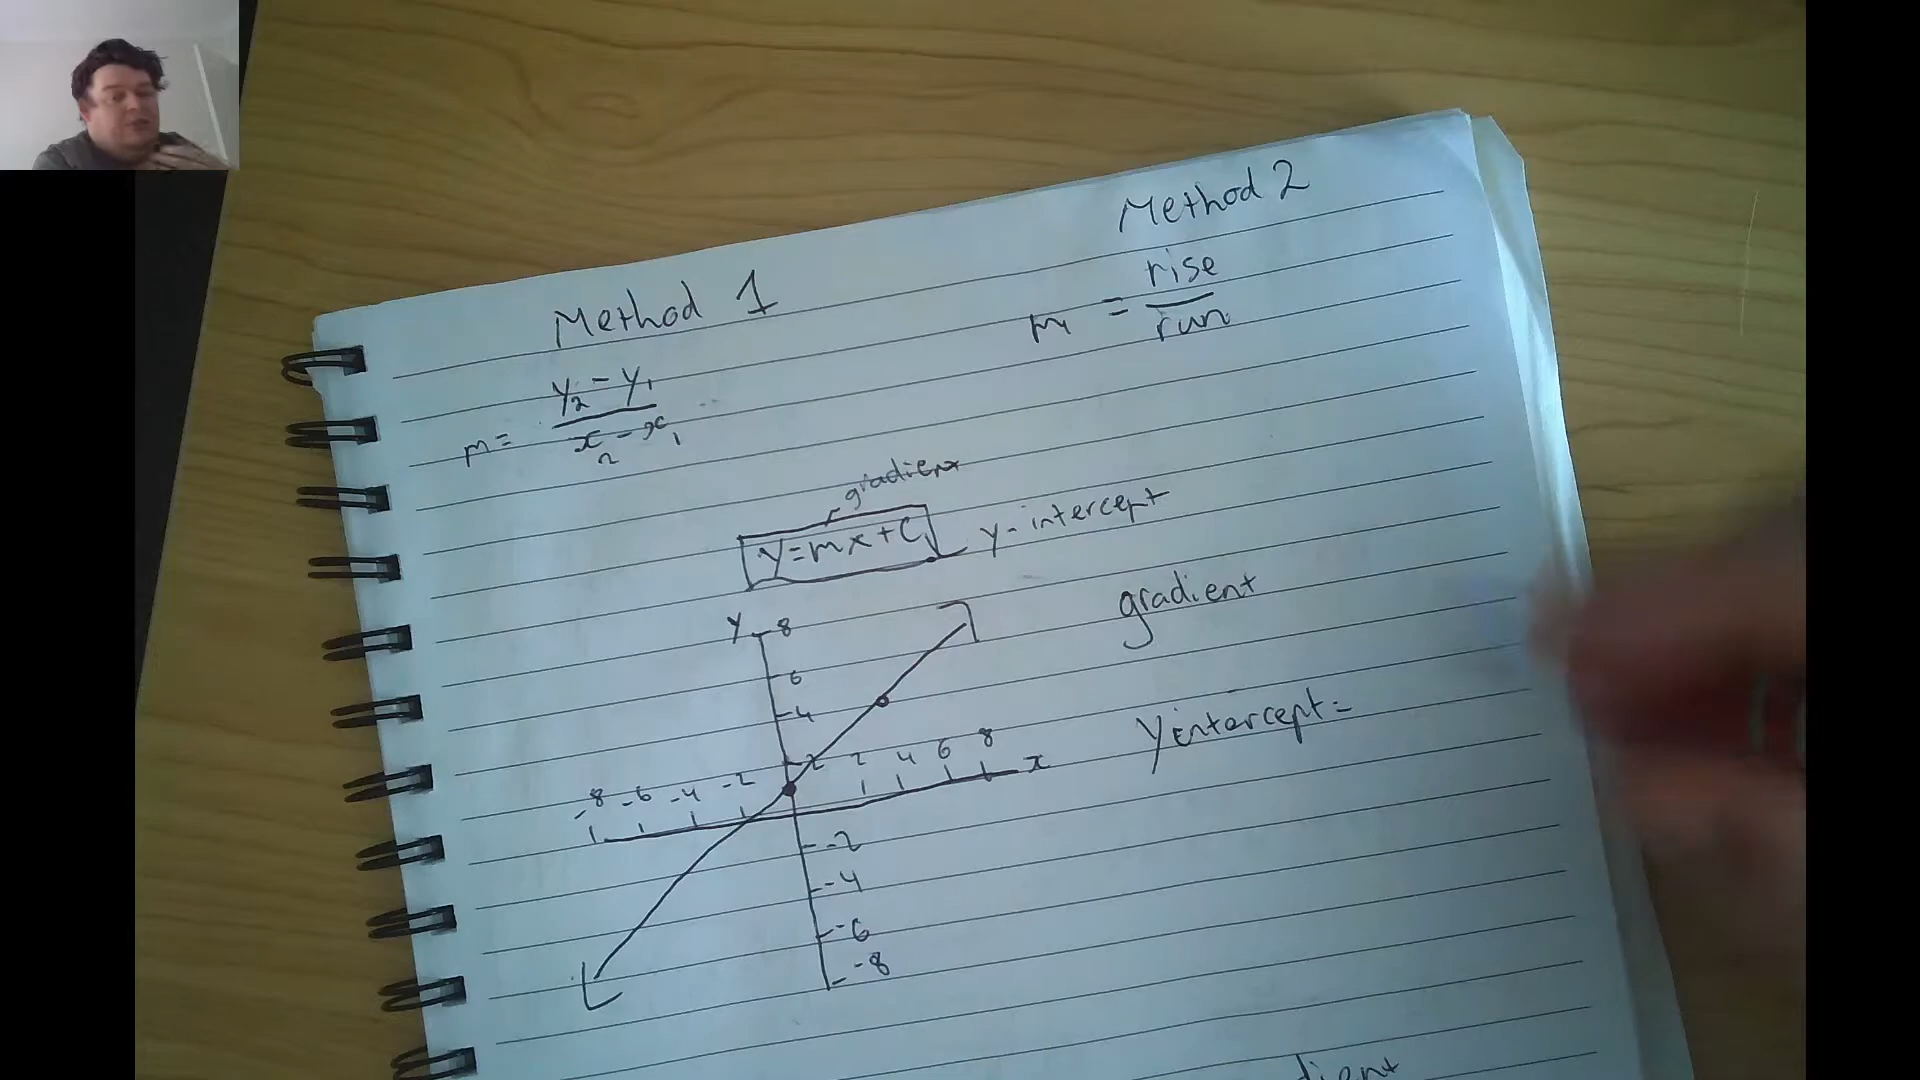 Method 2
m = rise
run
Method 1
m = y₂ - y₁
x₂ - x₁
gradient
y=mx+c
y-intercept
gradient
y 8
6
4
2
-8 -6 -4 -2 2 4 6 8 x
-2
-4
-6
-8
y intercept=